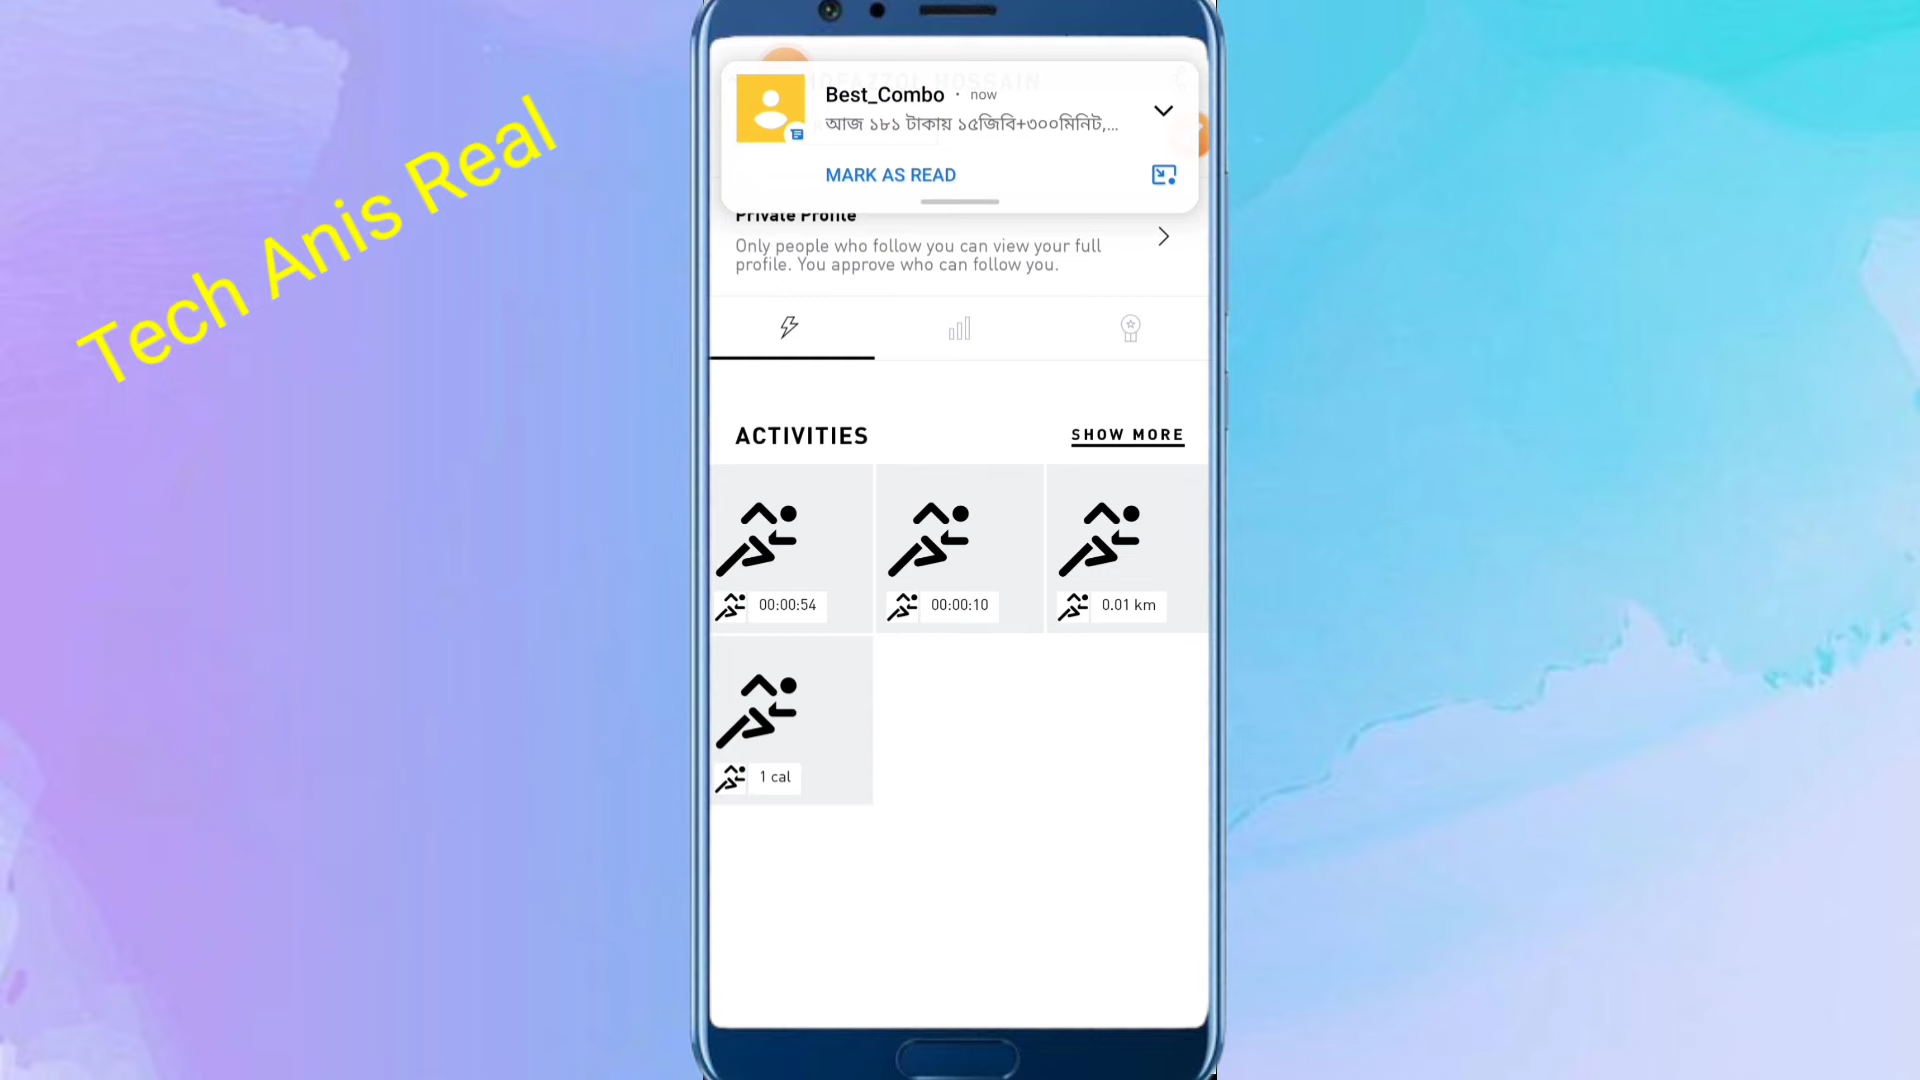 Tech Anis Real
HOSSAIN
Best_Combo · now
আজ ১৮১ টাকায় ১৫জিবি+৩০০মিনিট,...
MARK AS READ
Private Profile
Only people who follow you can view your full
profile. You approve who can follow you.
ACTIVITIES
SHOW MORE
00:00:54
00:00:10
0.01 km
1 cal